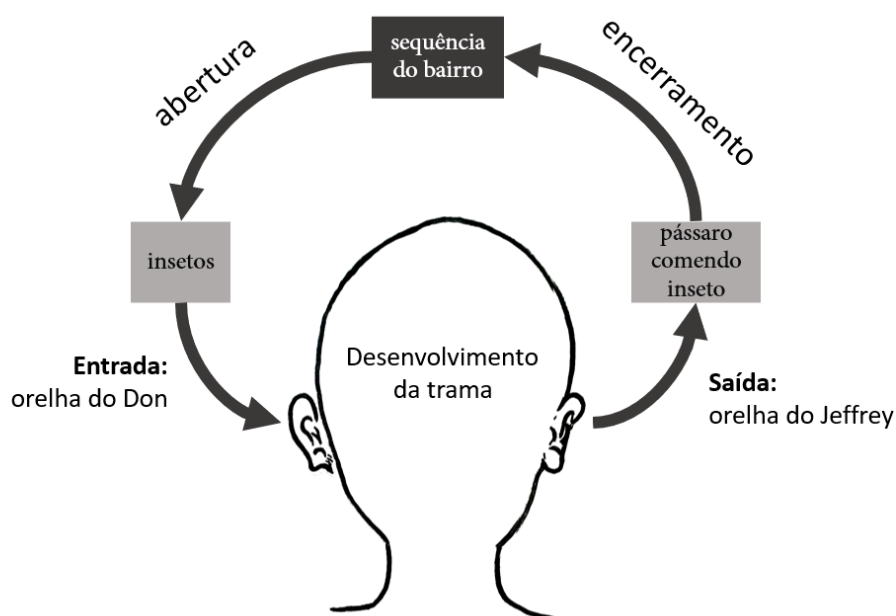 sequência
do bairro
abertura
encerramento
insetos
pássaro
comendo
inseto
Desenvolvimento
da trama
Entrada:
orelha do Don
Saída:
orelha do Jeffrey